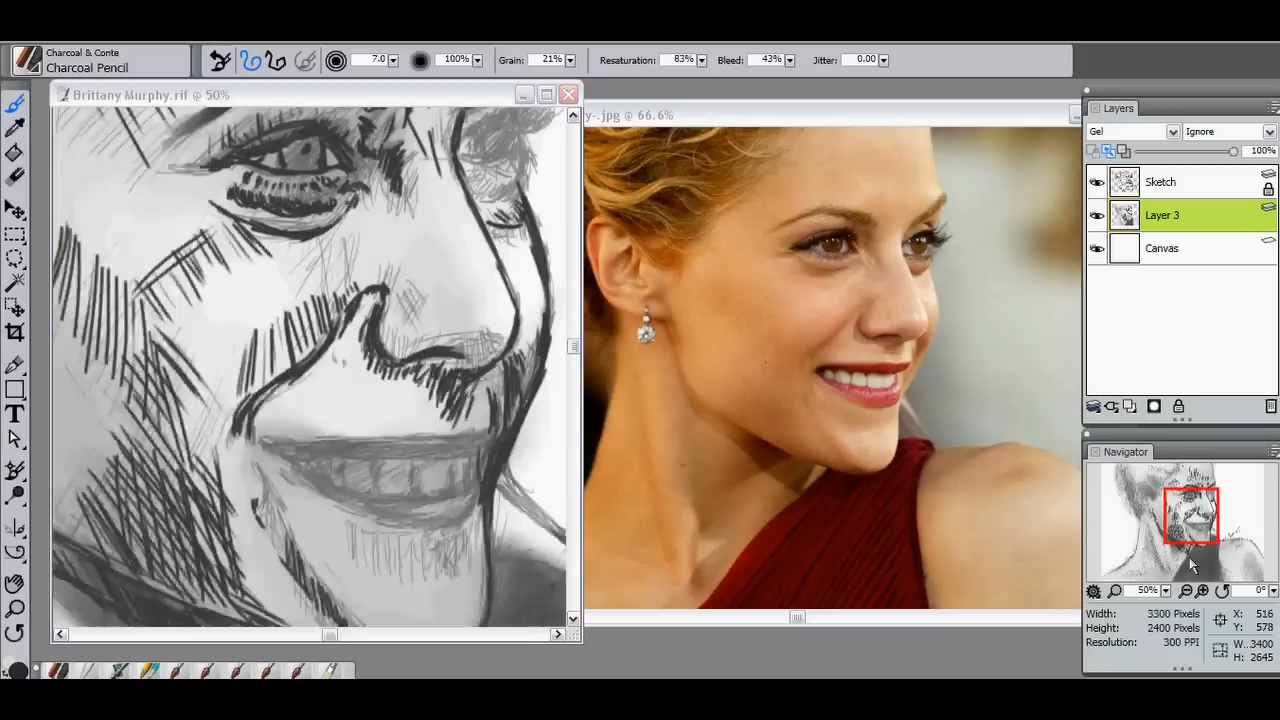 Charcoal & Conte
Charcoal Pencil
7.0
100%
Grain: 21%
Resaturation: 83%
Bleed: 43%
Jitter: 0.00
Brittany Murphy.rif @ 50%
y-.jpg @ 66.6%
Layers
Gel
Ignore
100%
Sketch
Layer 3
Canvas
T
Navigator
50%
0°
Width: 3300 Pixels
Height: 2400 Pixels
Resolution: 300 PPI
X: 516
Y: 578
W...3400
H: 2645